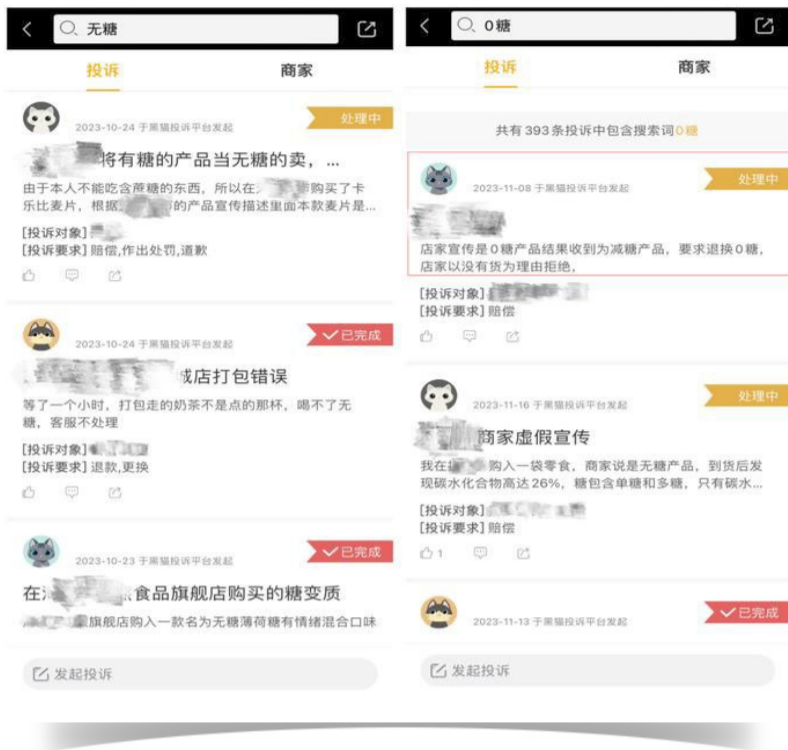 无糖
投诉
商家
2023-10-24 于黑猫投诉平台发起
处理中
将有糖的产品当无糖的卖，...
由于本人不能吃含蔗糖的东西，所以在 购买了卡
乐比麦片，根据 的产品宣传描述里面本款麦片是...
[投诉对象]
[投诉要求] 赔偿,作出处罚,道歉
2023-10-24 于黑猫投诉平台发起
已完成
城店打包错误
等了一个小时，打包走的奶茶不是点的那杯，喝不了无
糖，客服不处理
[投诉对象]
[投诉要求] 退款,更换
2023-10-23 于黑猫投诉平台发起
已完成
在 食品旗舰店购买的糖变质
旗舰店购入一款名为无糖薄荷糖有情绪混合口味
发起投诉
0糖
投诉
商家
共有 393 条投诉中包含搜索词0糖
2023-11-08 于黑猫投诉平台发起
处理中
店家宣传是0糖产品结果收到为减糖产品，要求退换0糖，
店家以没有货为理由拒绝，
[投诉对象]
[投诉要求] 赔偿
2023-11-16 于黑猫投诉平台发起
处理中
商家虚假宣传
我在 购入一袋零食，商家说是无糖产品，到货后发
现碳水化合物高达26%，糖包含单糖和多糖，只有碳水...
[投诉对象]
[投诉要求] 赔偿
1
2023-11-13 于黑猫投诉平台发起
已完成
发起投诉